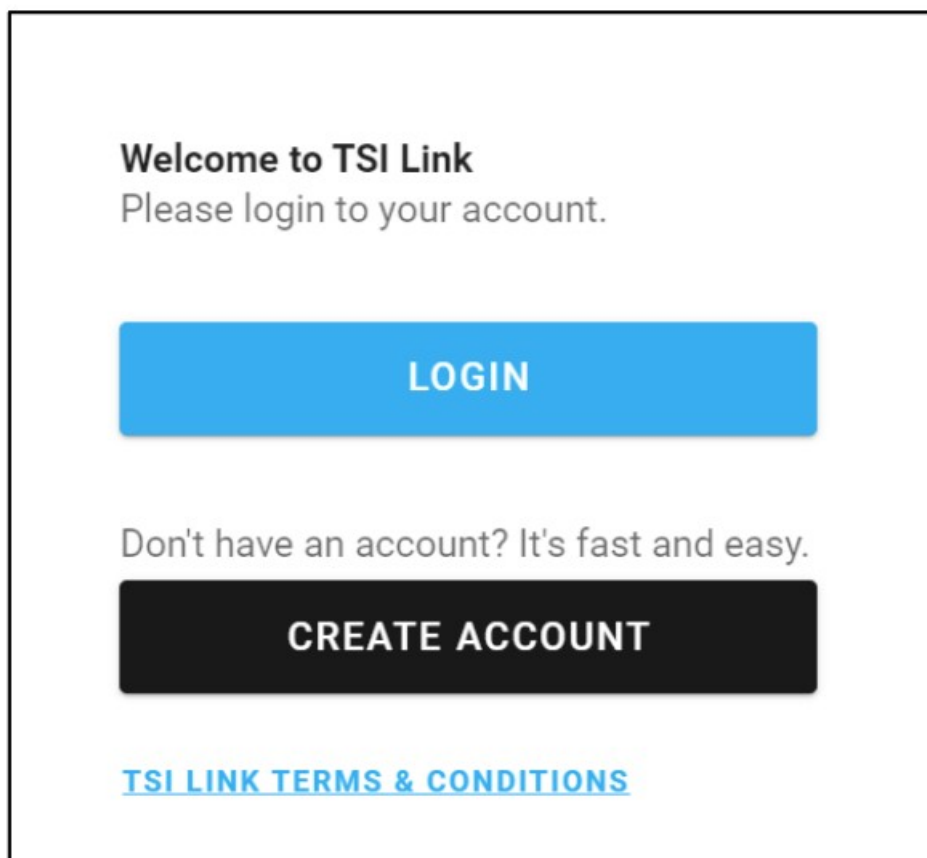 Welcome to TSI Link
Please login to your account.
LOGIN
Don't have an account? It's fast and easy.
CREATE ACCOUNT
TSI LINK TERMS & CONDITIONS